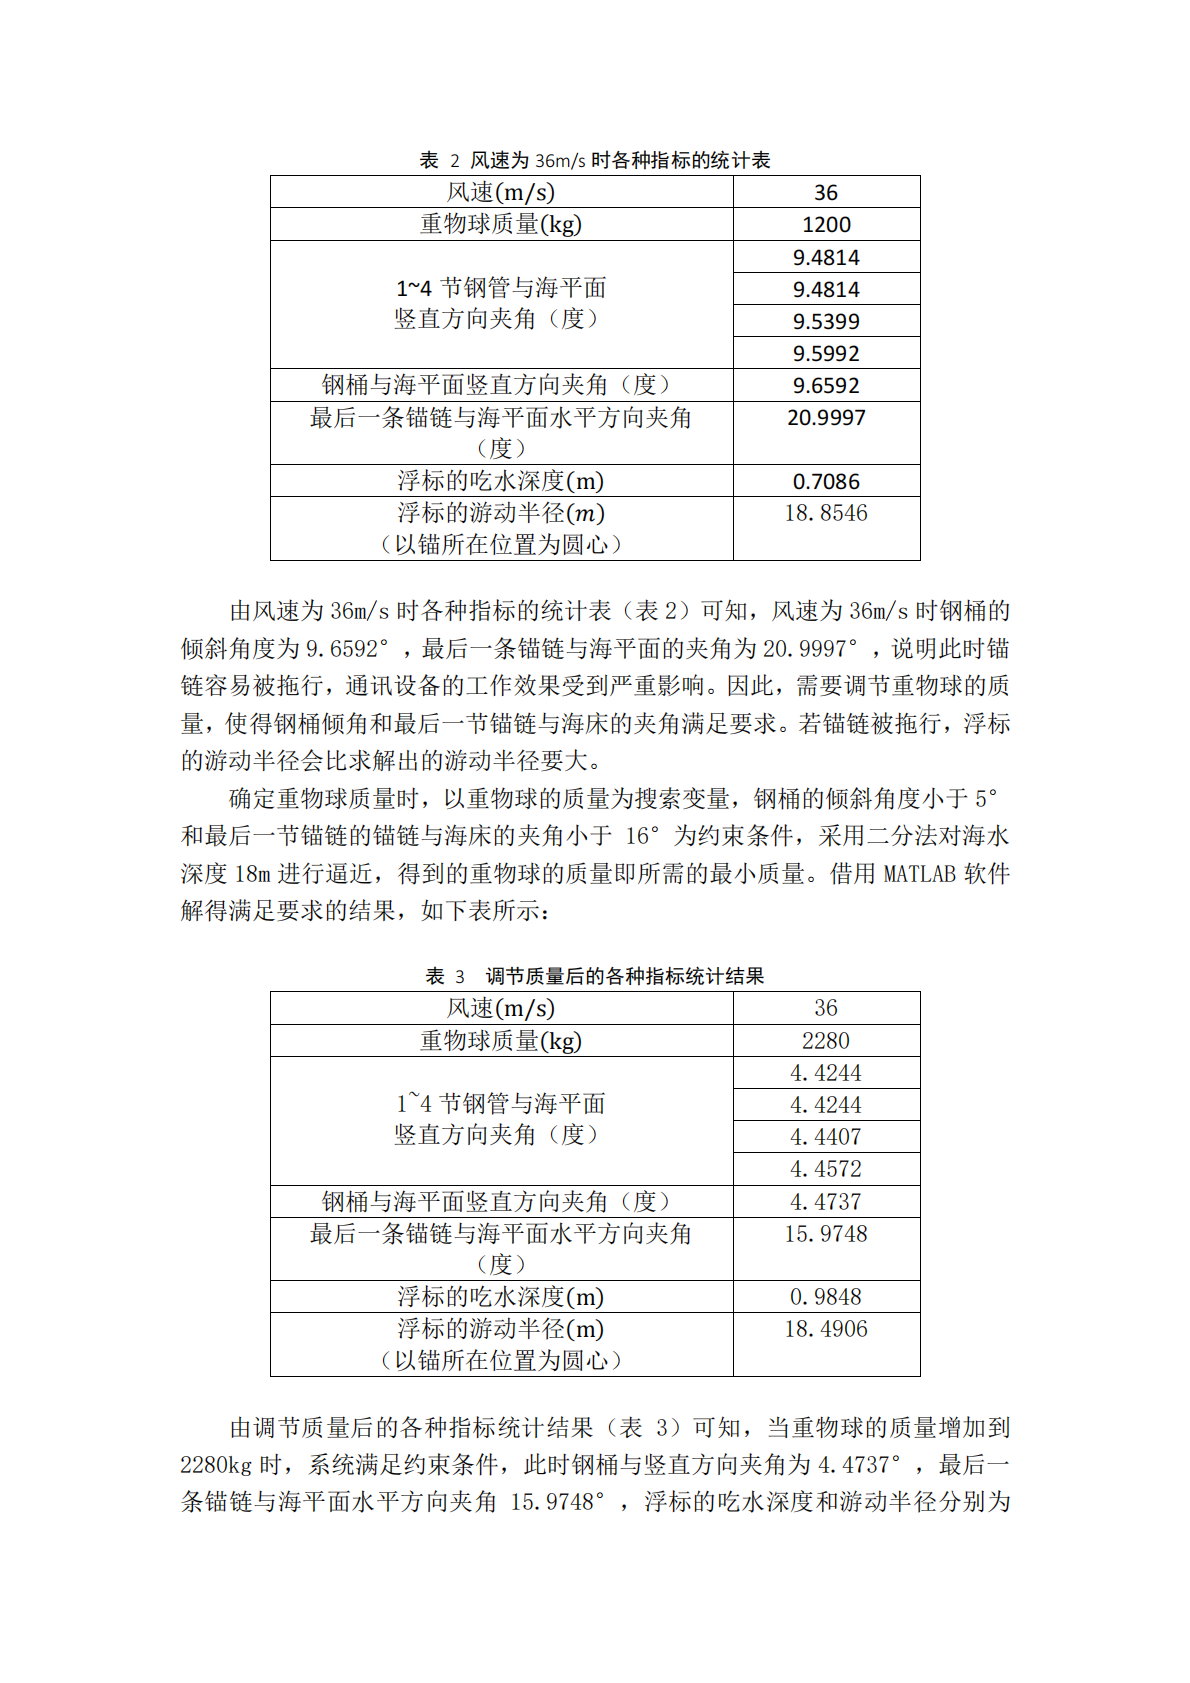 表 2 风速为 36m/s 时各种指标的统计表
风速(m/s) 36
重物球质量(kg) 1200
1~4 节钢管与海平面
竖直方向夹角（度）
9.4814
9.4814
9.5399
9.5992
钢桶与海平面竖直方向夹角（度） 9.6592
最后一条锚链与海平面水平方向夹角 20.9997
（度）
浮标的吃水深度(m) 0.7086
浮标的游动半径(m) 18.8546
（以锚所在位置为圆心）
由风速为 36m/s 时各种指标的统计表（表 2）可知，风速为 36m/s 时钢桶的
倾斜角度为 9.6592°，最后一条锚链与海平面的夹角为 20.9997°，说明此时锚
链容易被拖行，通讯设备的工作效果受到严重影响。因此，需要调节重物球的质
量，使得钢桶倾角和最后一节锚链与海床的夹角满足要求。若锚链被拖行，浮标
的游动半径会比求解出的游动半径要大。
确定重物球质量时，以重物球的质量为搜索变量，钢桶的倾斜角度小于 5°
和最后一节锚链的锚链与海床的夹角小于 16°为约束条件，采用二分法对海水
深度 18m 进行逼近，得到的重物球的质量即所需的最小质量。借用 MATLAB 软件
解得满足要求的结果，如下表所示：
表 3 调节质量后的各种指标统计结果
风速(m/s) 36
重物球质量(kg) 2280
1~4 节钢管与海平面
竖直方向夹角（度）
4.4244
4.4244
4.4407
4.4572
钢桶与海平面竖直方向夹角（度） 4.4737
最后一条锚链与海平面水平方向夹角 15.9748
（度）
浮标的吃水深度(m) 0.9848
浮标的游动半径(m) 18.4906
（以锚所在位置为圆心）
由调节质量后的各种指标统计结果（表 3）可知，当重物球的质量增加到
2280kg 时，系统满足约束条件，此时钢桶与竖直方向夹角为 4.4737°，最后一
条锚链与海平面水平方向夹角 15.9748°，浮标的吃水深度和游动半径分别为